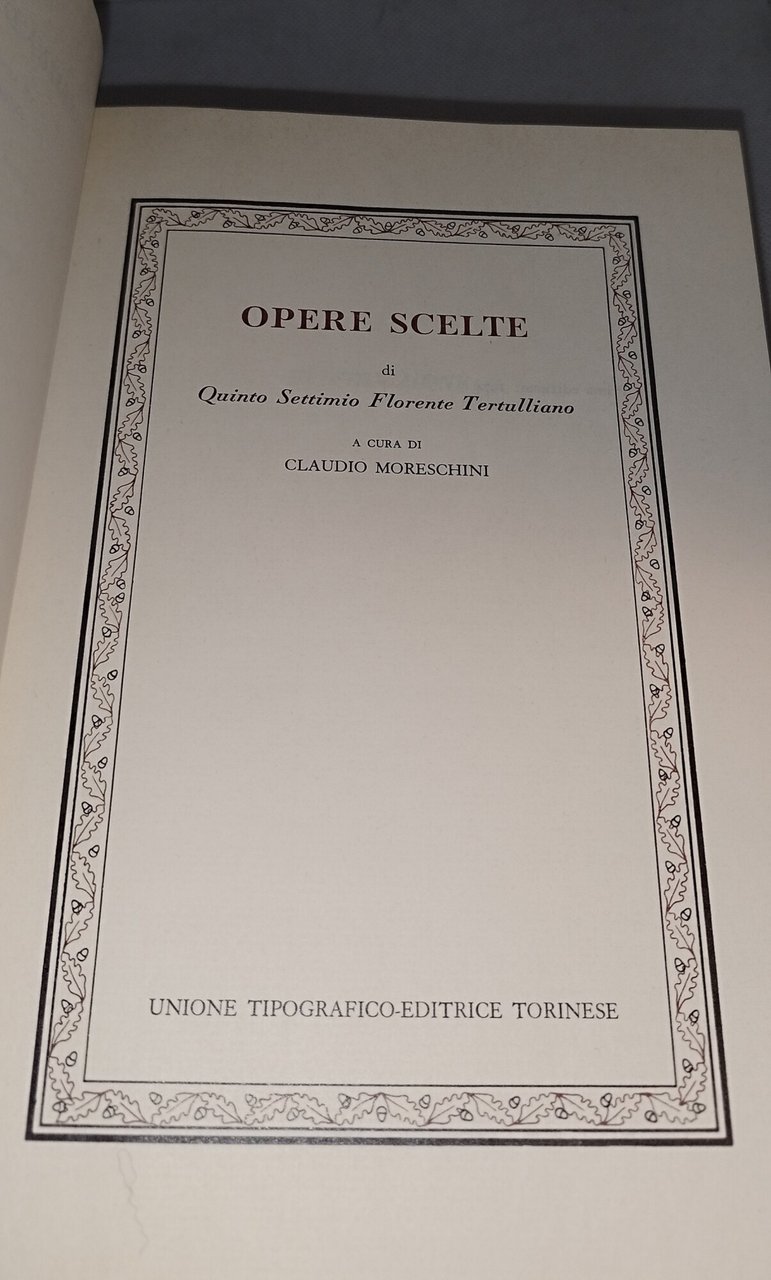 OPERE SCELTE
di
Quinto Settimio Florente Tertulliano
A CURA DI
CLAUDIO MORESCHINI
UNIONE TIPOGRAFICO-EDITRICE TORINESE